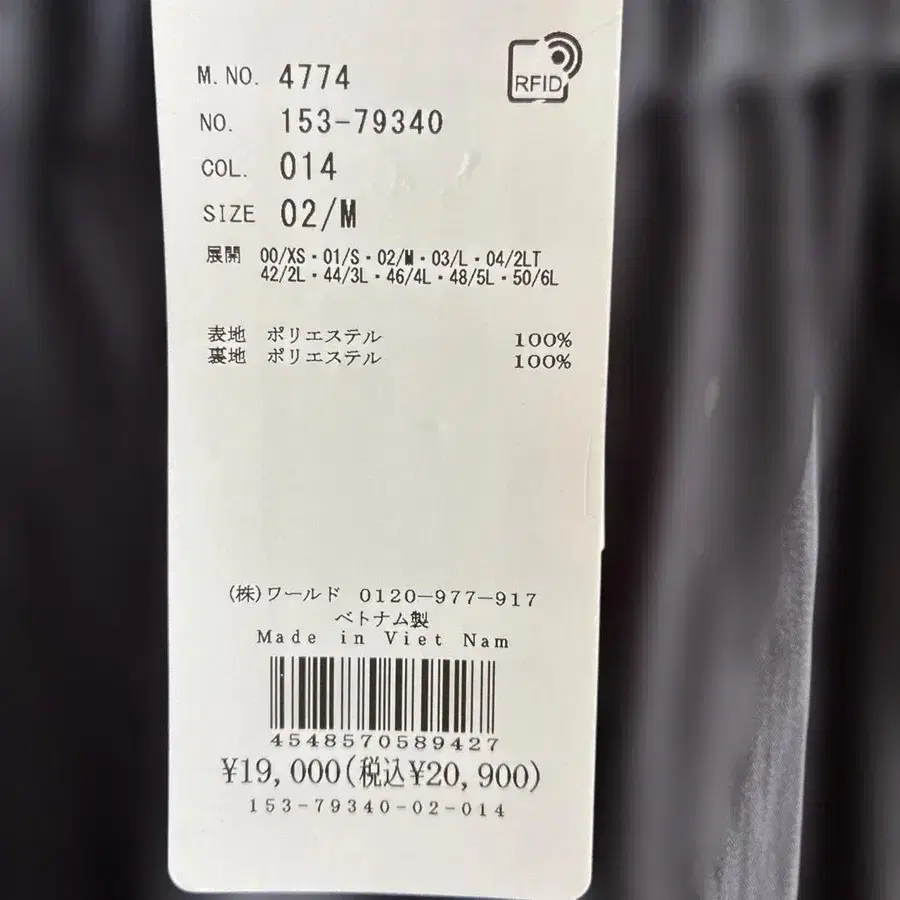 RFID
M.NO. 4774
NO. 153-79340
COL. 014
SIZE 02/M
展開 00/XS・01/S・02/M・03/L・04/2LT
42/2L・44/3L・46/4L・48/5L・50/6L
表地 ポリエステル 100%
裏地 ポリエステル 100%
(株)ワールド 0120-977-917
ベトナム製
Made in Viet Nam
4548570589427
¥19,000(税込¥20,900)
153-79340-02-014